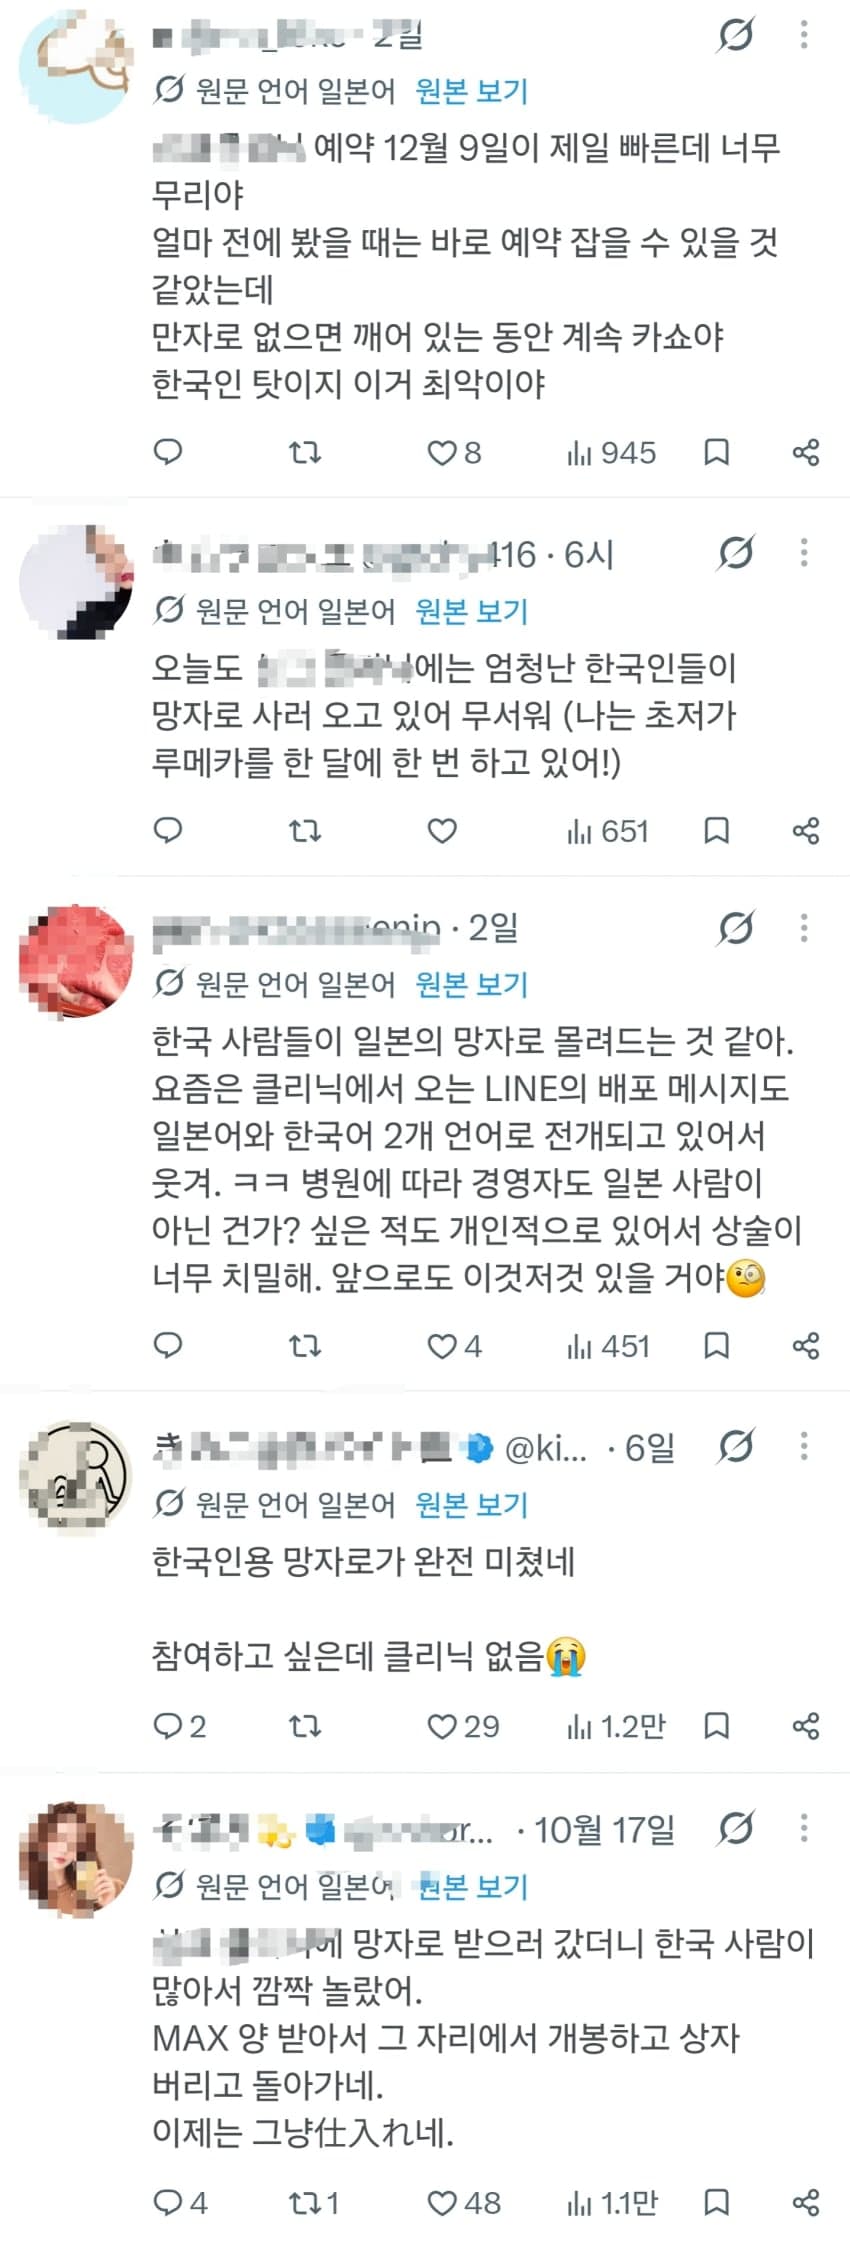 · 2일
원문 언어 일본어 원본 보기
예약 12월 9일이 제일 빠른데 너무
무리야
얼마 전에 봤을 때는 바로 예약 잡을 수 있을 것
같았는데
만자로 없으면 깨어 있는 동안 계속 카쇼야
한국인 탓이지 이거 최악이야
8 945
416 · 6시
원문 언어 일본어 원본 보기
오늘도 에는 엄청난 한국인들이
망자로 사러 오고 있어 무서워 (나는 초저가
루메카를 한 달에 한 번 하고 있어!)
651
· 2일
원문 언어 일본어 원본 보기
한국 사람들이 일본의 망자로 몰려드는 것 같아.
요즘은 클리닉에서 오는 LINE의 배포 메시지도
일본어와 한국어 2개 언어로 전개되고 있어서
웃겨. ㅋㅋ 병원에 따라 경영자도 일본 사람이
아닌 건가? 싶은 적도 개인적으로 있어서 상술이
너무 치밀해. 앞으로도 이것저것 있을 거야🧐
4 451
@ki... · 6일
원문 언어 일본어 원본 보기
한국인용 망자로가 완전 미쳤네
참여하고 싶은데 클리닉 없음😭
2 29 1.2만
or... · 10월 17일
원문 언어 일본어 원본 보기
에 망자로 받으러 갔더니 한국 사람이
많아서 깜짝 놀랐어.
MAX 양 받아서 그 자리에서 개봉하고 상자
버리고 돌아가네.
이제는 그냥仕入れ네.
4 1 48 1.1만